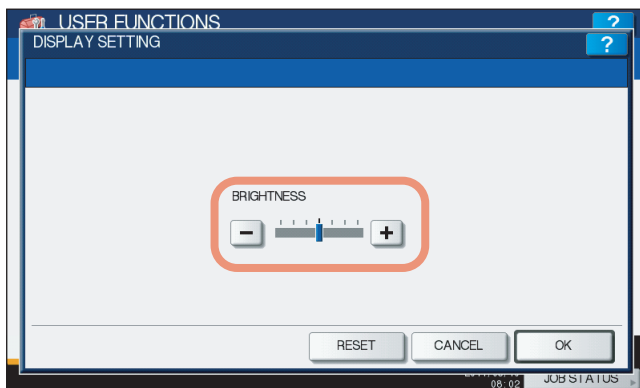 USER FUNCTIONS
?
DISPLAY SETTING
?
BRIGHTNESS
− +
RESET CANCEL OK
08:02 JOB STATUS